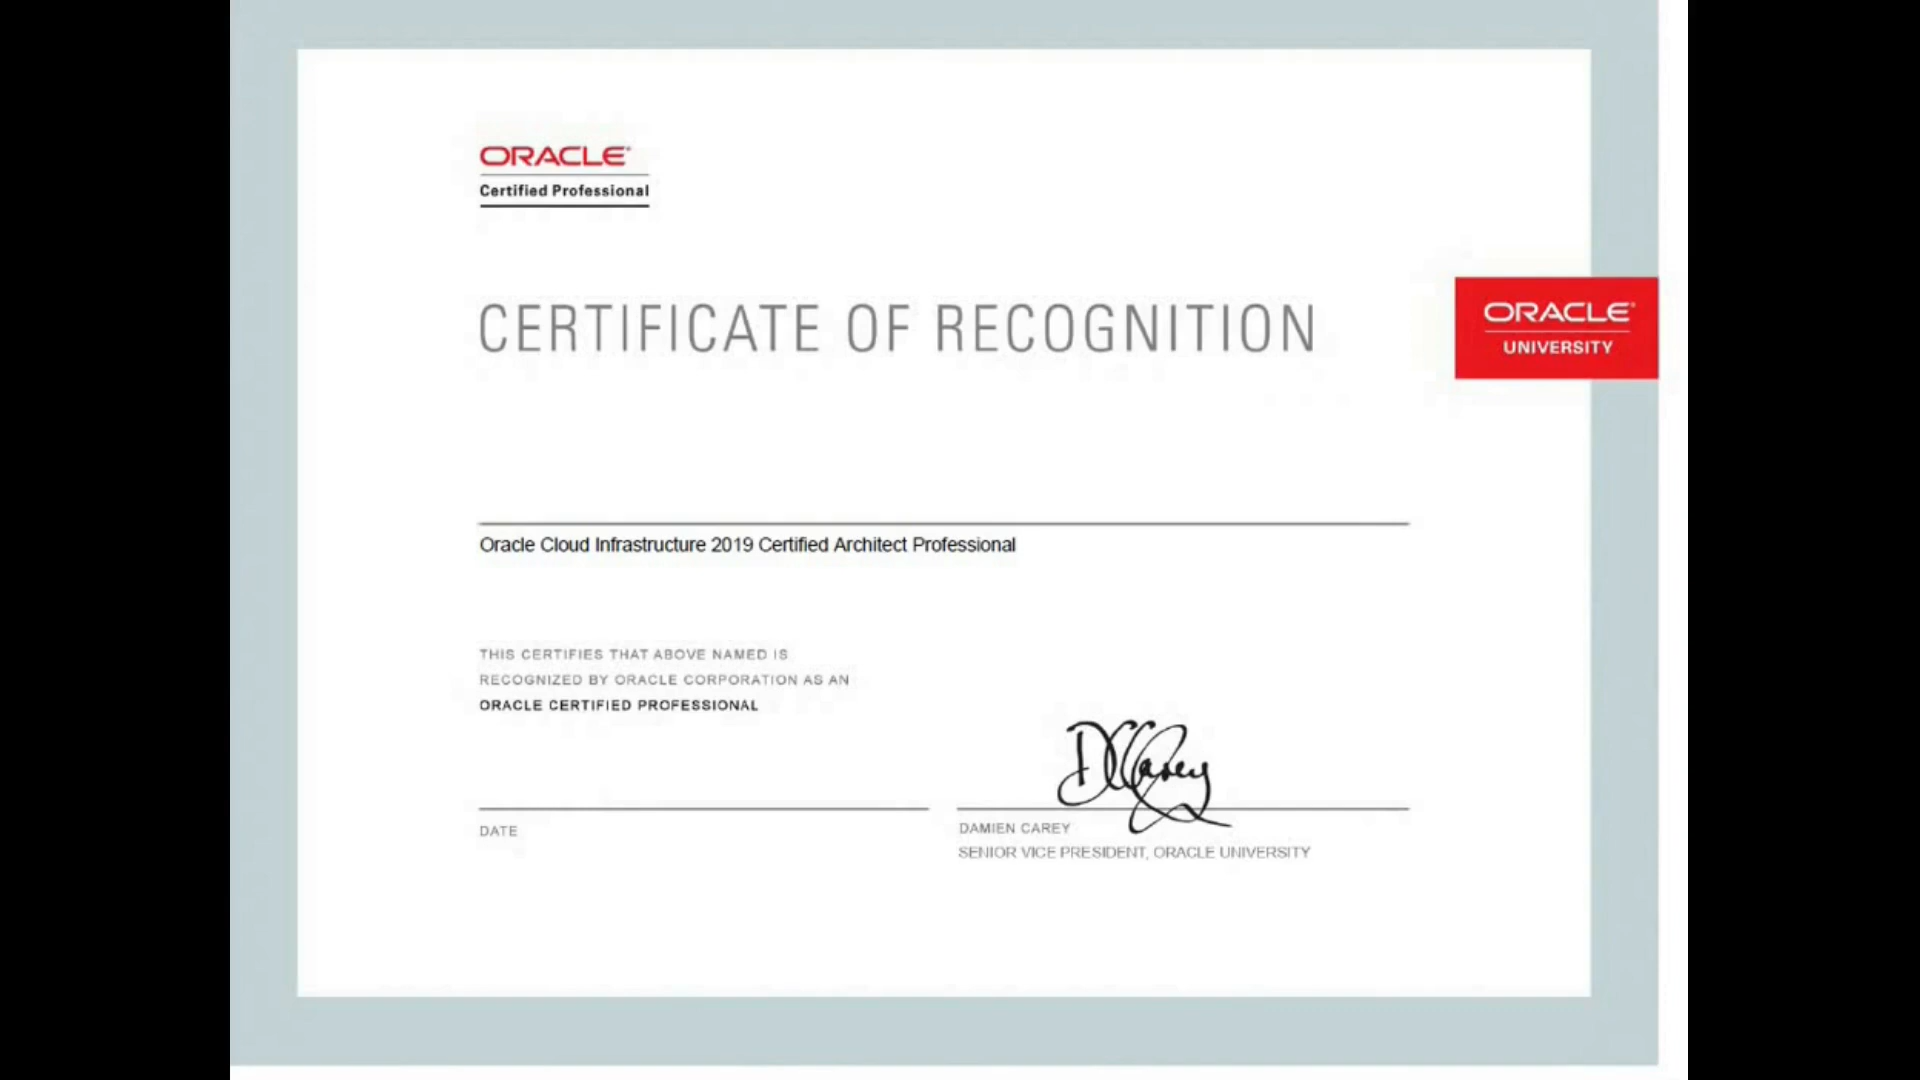 ORACLE
Certified Professional
CERTIFICATE OF RECOGNITION
ORACLE
UNIVERSITY
Oracle Cloud Infrastructure 2019 Certified Architect Professional
THIS CERTIFIES THAT ABOVE NAMED IS
RECOGNIZED BY ORACLE CORPORATION AS AN
ORACLE CERTIFIED PROFESSIONAL
DCarey
DATE
DAMIEN CAREY
SENIOR VICE PRESIDENT, ORACLE UNIVERSITY